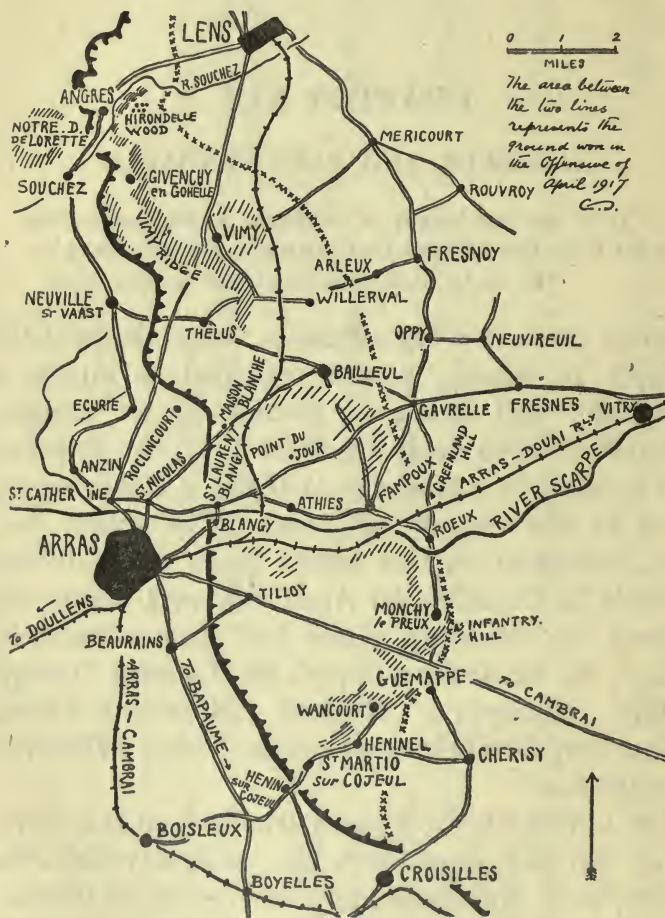 LENS
0 1 2
MILES
The area between
the two lines
represents the
ground won in
the Offensive of
April 1917
G.D.
R. SOUCHEZ
ANGRES
HIRONDELLE
WOOD
NOTRE. D.
DE LORETTE
MERICOURT
SOUCHEZ
GIVENCHY
en GOHELLE
ROUVROY
VIMY
VIMY RIDGE
ARLEUX
FRESNOY
NEUVILLE
St VAAST
WILLERVAL
THELUS
OPPY
NEUVIREUIL
BAILLEUL
MAISON
BLANCHE
ECURIE
ROCLINCOURT
GAVRELLE
FRESNES
VITRY
St LAURENT
BLANGY
POINT DU
JOUR
GREENLAND
HILL
ARRAS-DOUAI RLY
ANZIN
St NICOLAS
FAMPOUX
St CATHER
INE
ATHIES
RIVER SCARPE
BLANGY
ROEUX
ARRAS
TILLOY
MONCHY
le PREUX
INFANTRY.
HILL
To DOULLENS
BEAURAINS
GUEMAPPE
To CAMBRAI
ARRAS - CAMBRAI
To BAPAUME
WANCOURT
HENINEL
CHERISY
St MARTIO
sur COJEUL
HENIN
sur
COJEUL
BOISLEUX
CROISILLES
BOYELLES